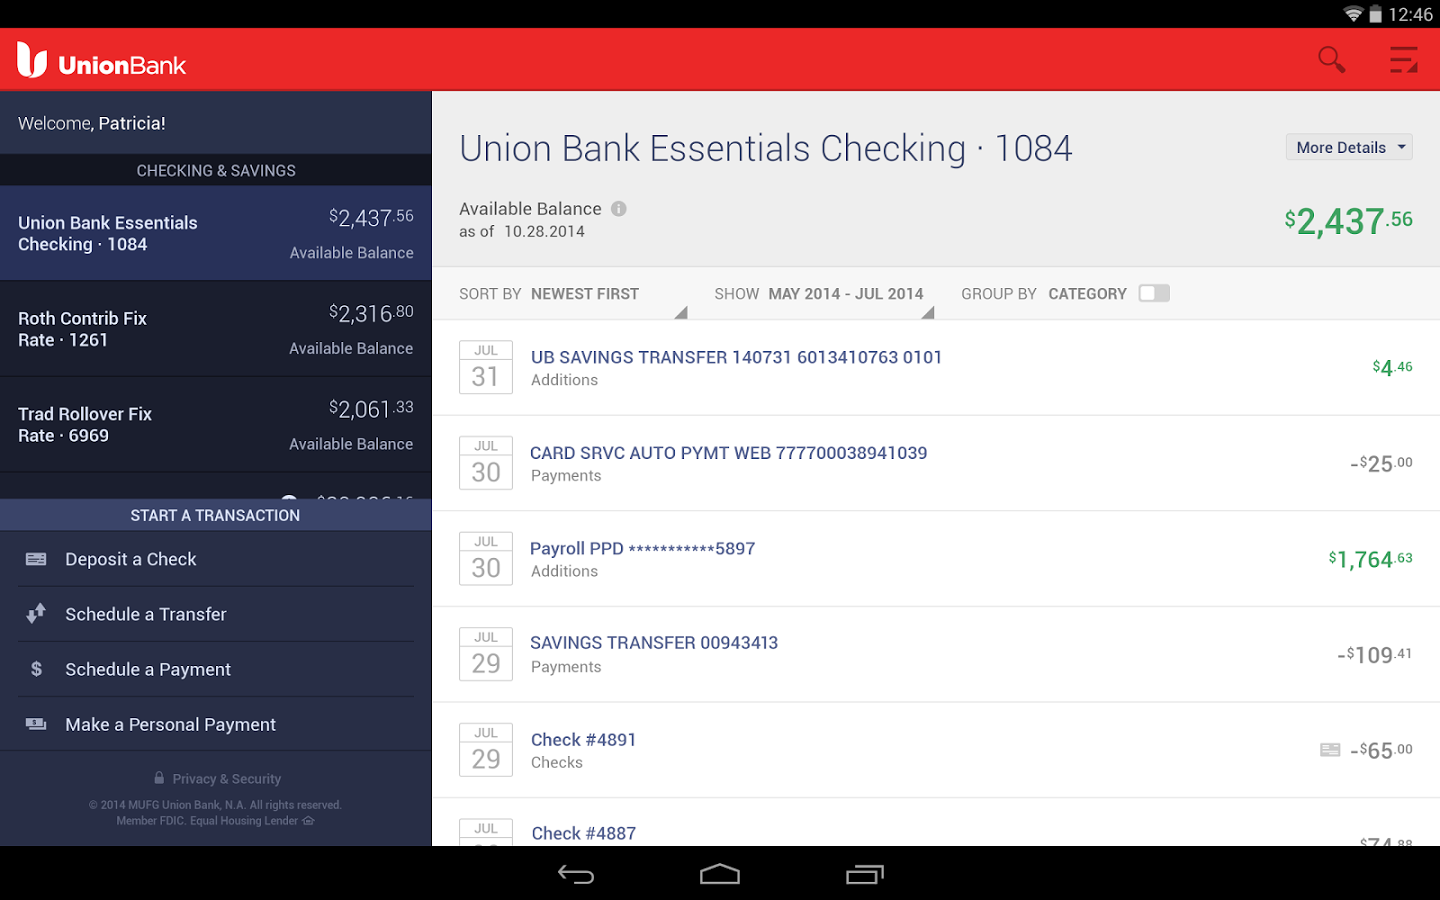 12:46
UnionBank
Welcome, Patricia!
CHECKING & SAVINGS
Union Bank Essentials
Checking · 1084
$2,437.56
Available Balance
Roth Contrib Fix
Rate · 1261
$2,316.80
Available Balance
Trad Rollover Fix
Rate · 6969
$2,061.33
Available Balance
START A TRANSACTION
Deposit a Check
Schedule a Transfer
Schedule a Payment
Make a Personal Payment
Privacy & Security
© 2014 MUFG Union Bank, N.A. All rights reserved.
Member FDIC. Equal Housing Lender
Union Bank Essentials Checking · 1084
More Details
Available Balance
as of 10.28.2014
$2,437.56
SORT BY NEWEST FIRST
SHOW MAY 2014 - JUL 2014
GROUP BY CATEGORY
JUL
31
UB SAVINGS TRANSFER 140731 6013410763 0101
Additions
$4.46
JUL
30
CARD SRVC AUTO PYMT WEB 777700038941039
Payments
-$25.00
JUL
30
Payroll PPD ***********5897
Additions
$1,764.63
JUL
29
SAVINGS TRANSFER 00943413
Payments
-$109.41
JUL
29
Check #4891
Checks
-$65.00
JUL
Check #4887